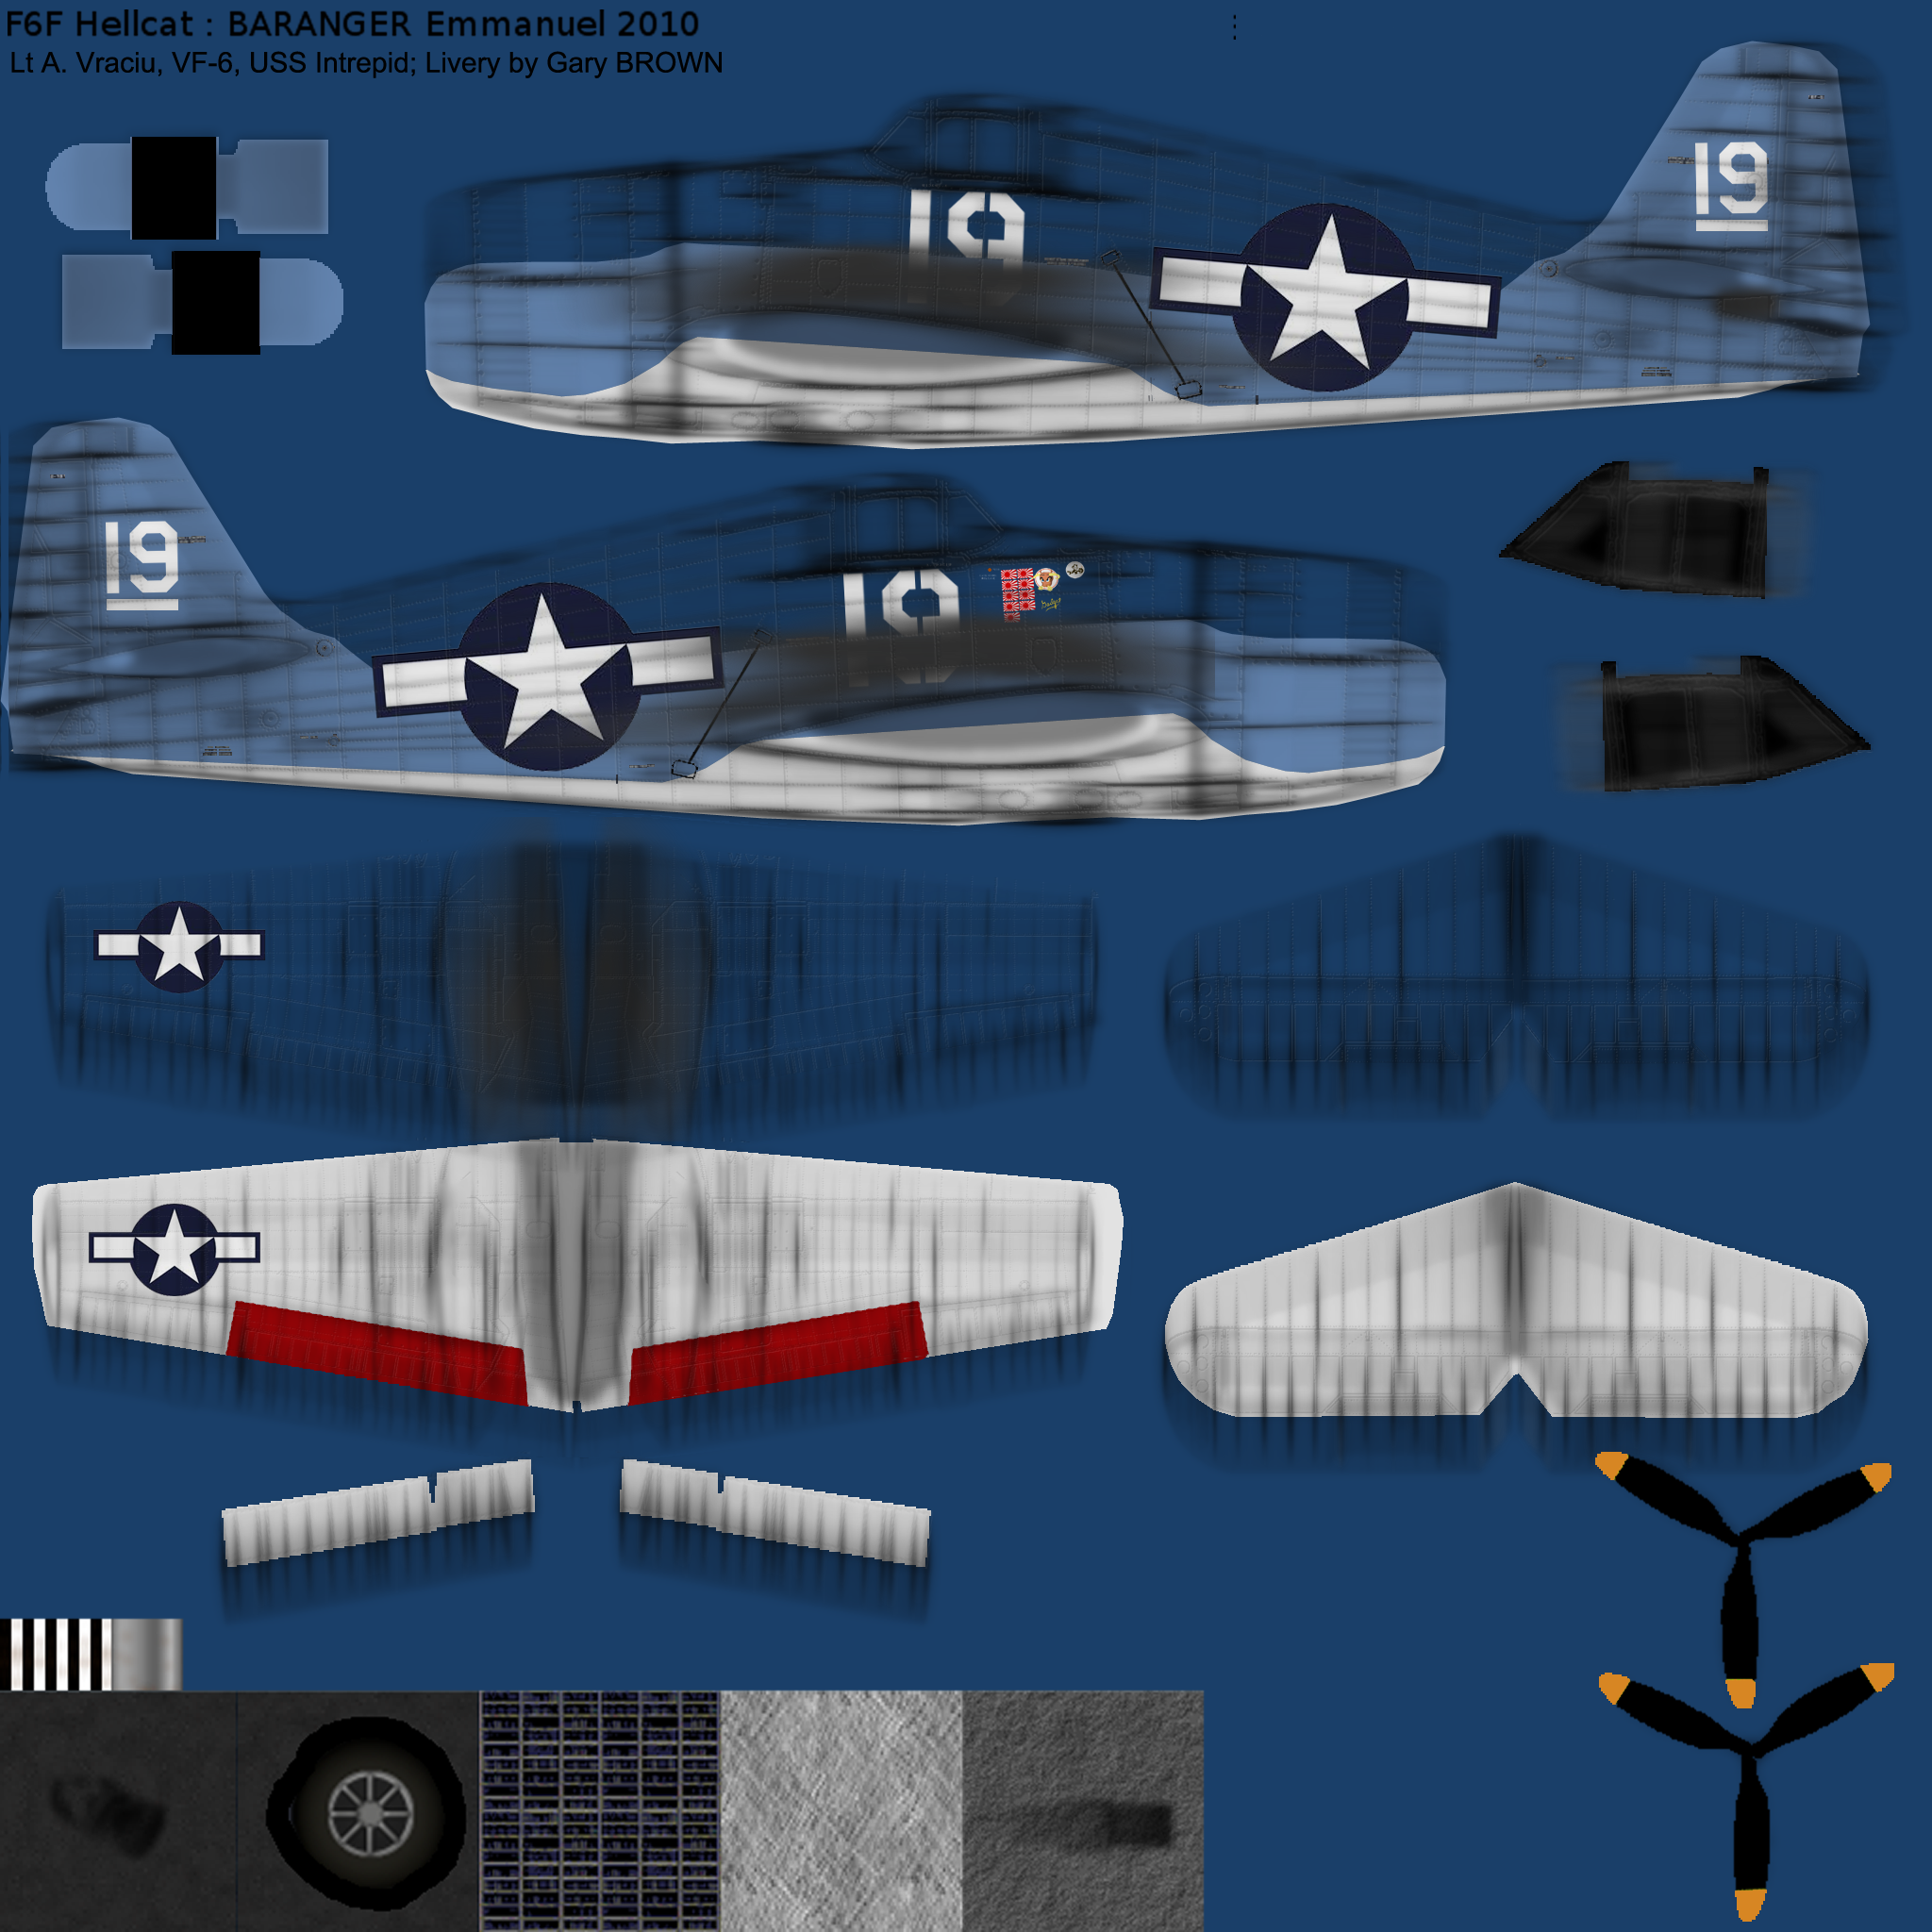 F6F Hellcat : BARANGER Emmanuel 2010
Lt A. Vraciu, VF-6, USS Intrepid; Livery by Gary BROWN
19
19
19
19